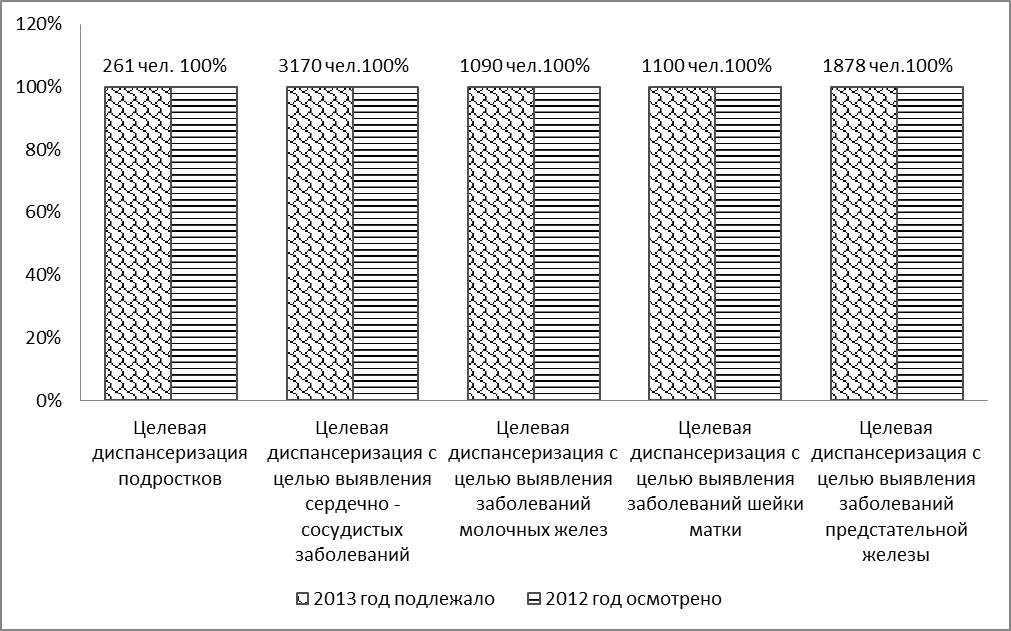 120%
261 чел. 100% 3170 чел.100% 1090 чел.100% 1100 чел.100% 1878 чел.100%
100%
80%
60%
40%
20%
0%
Целевая
диспансеризация
подростков
Целевая
диспансеризация с
целью выявления
сердечно -
сосудистых
заболеваний
Целевая
диспансеризация с
целью выявления
заболеваний
молочных желез
Целевая
диспансеризация с
целью выявления
заболеваний шейки
матки
Целевая
диспансеризация с
целью выявления
заболеваний
предстательной
железы
2013 год подлежало 2012 год осмотрено